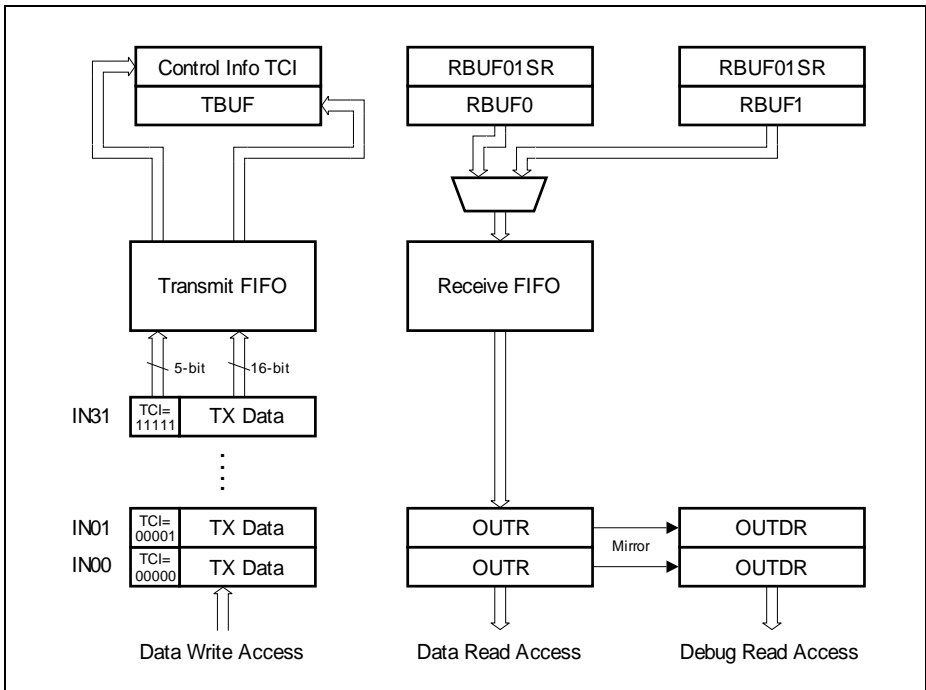 Control Info TCI
TBUF
RBUF01SR
RBUF0
RBUF01SR
RBUF1
Transmit FIFO
Receive FIFO
5-bit
16-bit
IN31
TCI=
11111
TX Data
IN01
TCI=
00001
TX Data
OUTR
OUTDR
Mirror
IN00
TCI=
00000
TX Data
OUTR
OUTDR
Data Write Access
Data Read Access
Debug Read Access